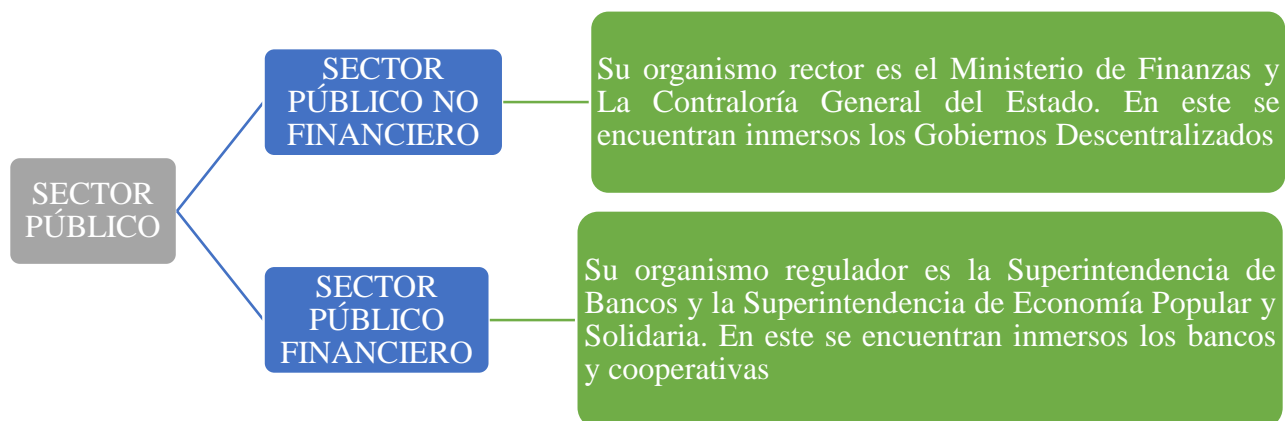 SECTOR
PÚBLICO
SECTOR
PÚBLICO NO
FINANCIERO
Su organismo rector es el Ministerio de Finanzas y
La Contraloría General del Estado. En este se
encuentran inmersos los Gobiernos Descentralizados
SECTOR
PÚBLICO
FINANCIERO
Su organismo regulador es la Superintendencia de
Bancos y la Superintendencia de Economía Popular y
Solidaria. En este se encuentran inmersos los bancos
y cooperativas